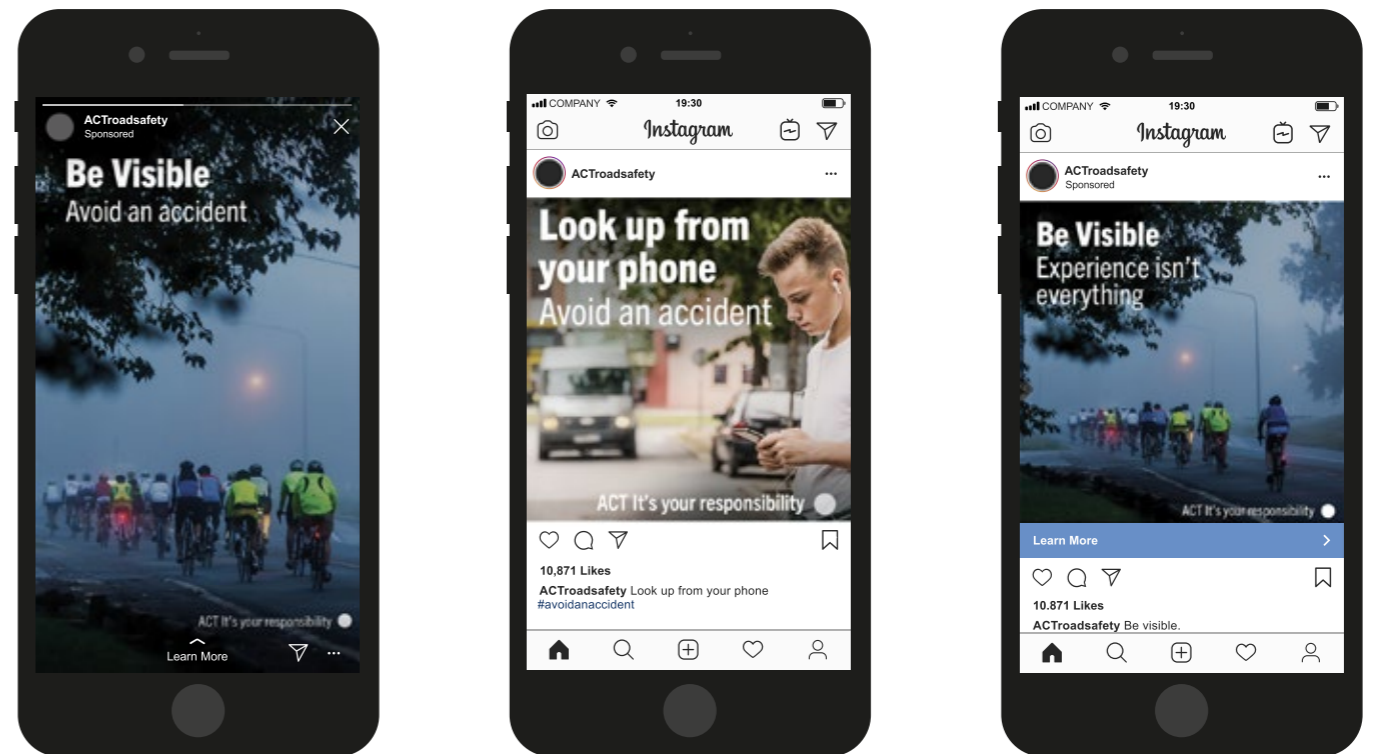 ACTroadsafety
Sponsored
Be Visible
Avoid an accident
ACT It's your responsibility
Learn More
COMPANY
19:30
Instagram
ACTroadsafety
Look up from
your phone
Avoid an accident
ACT It's your responsibility
10,871 Likes
ACTroadsafety Look up from your phone
#avoidanaccident
COMPANY
19:30
Instagram
ACTroadsafety
Sponsored
Be Visible
Experience isn't
everything
ACT It's your responsibility
Learn More
10.871 Likes
ACTroadsafety Be visible.